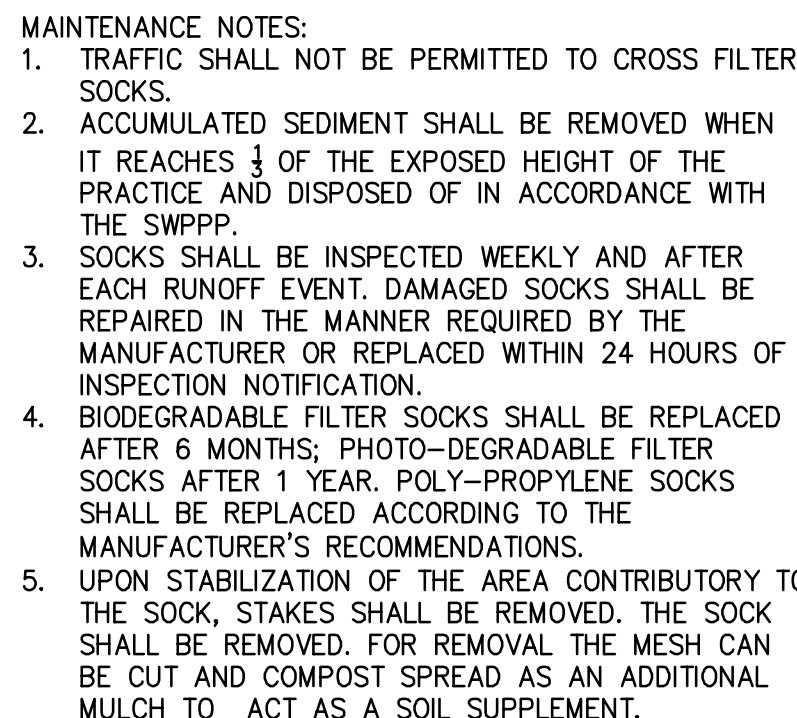 MAINTENANCE NOTES:
1. TRAFFIC SHALL NOT BE PERMITTED TO CROSS FILTER
SOCKS.
2. ACCUMULATED SEDIMENT SHALL BE REMOVED WHEN
IT REACHES 1/3 OF THE EXPOSED HEIGHT OF THE
PRACTICE AND DISPOSED OF IN ACCORDANCE WITH
THE SWPPP.
3. SOCKS SHALL BE INSPECTED WEEKLY AND AFTER
EACH RUNOFF EVENT. DAMAGED SOCKS SHALL BE
REPAIRED IN THE MANNER REQUIRED BY THE
MANUFACTURER OR REPLACED WITHIN 24 HOURS OF
INSPECTION NOTIFICATION.
4. BIODEGRADABLE FILTER SOCKS SHALL BE REPLACED
AFTER 6 MONTHS; PHOTO-DEGRADABLE FILTER
SOCKS AFTER 1 YEAR. POLY-PROPYLENE SOCKS
SHALL BE REPLACED ACCORDING TO THE
MANUFACTURER'S RECOMMENDATIONS.
5. UPON STABILIZATION OF THE AREA CONTRIBUTORY TO
THE SOCK, STAKES SHALL BE REMOVED. THE SOCK
SHALL BE REMOVED. FOR REMOVAL THE MESH CAN
BE CUT AND COMPOST SPREAD AS AN ADDITIONAL
MULCH TO ACT AS A SOIL SUPPLEMENT.